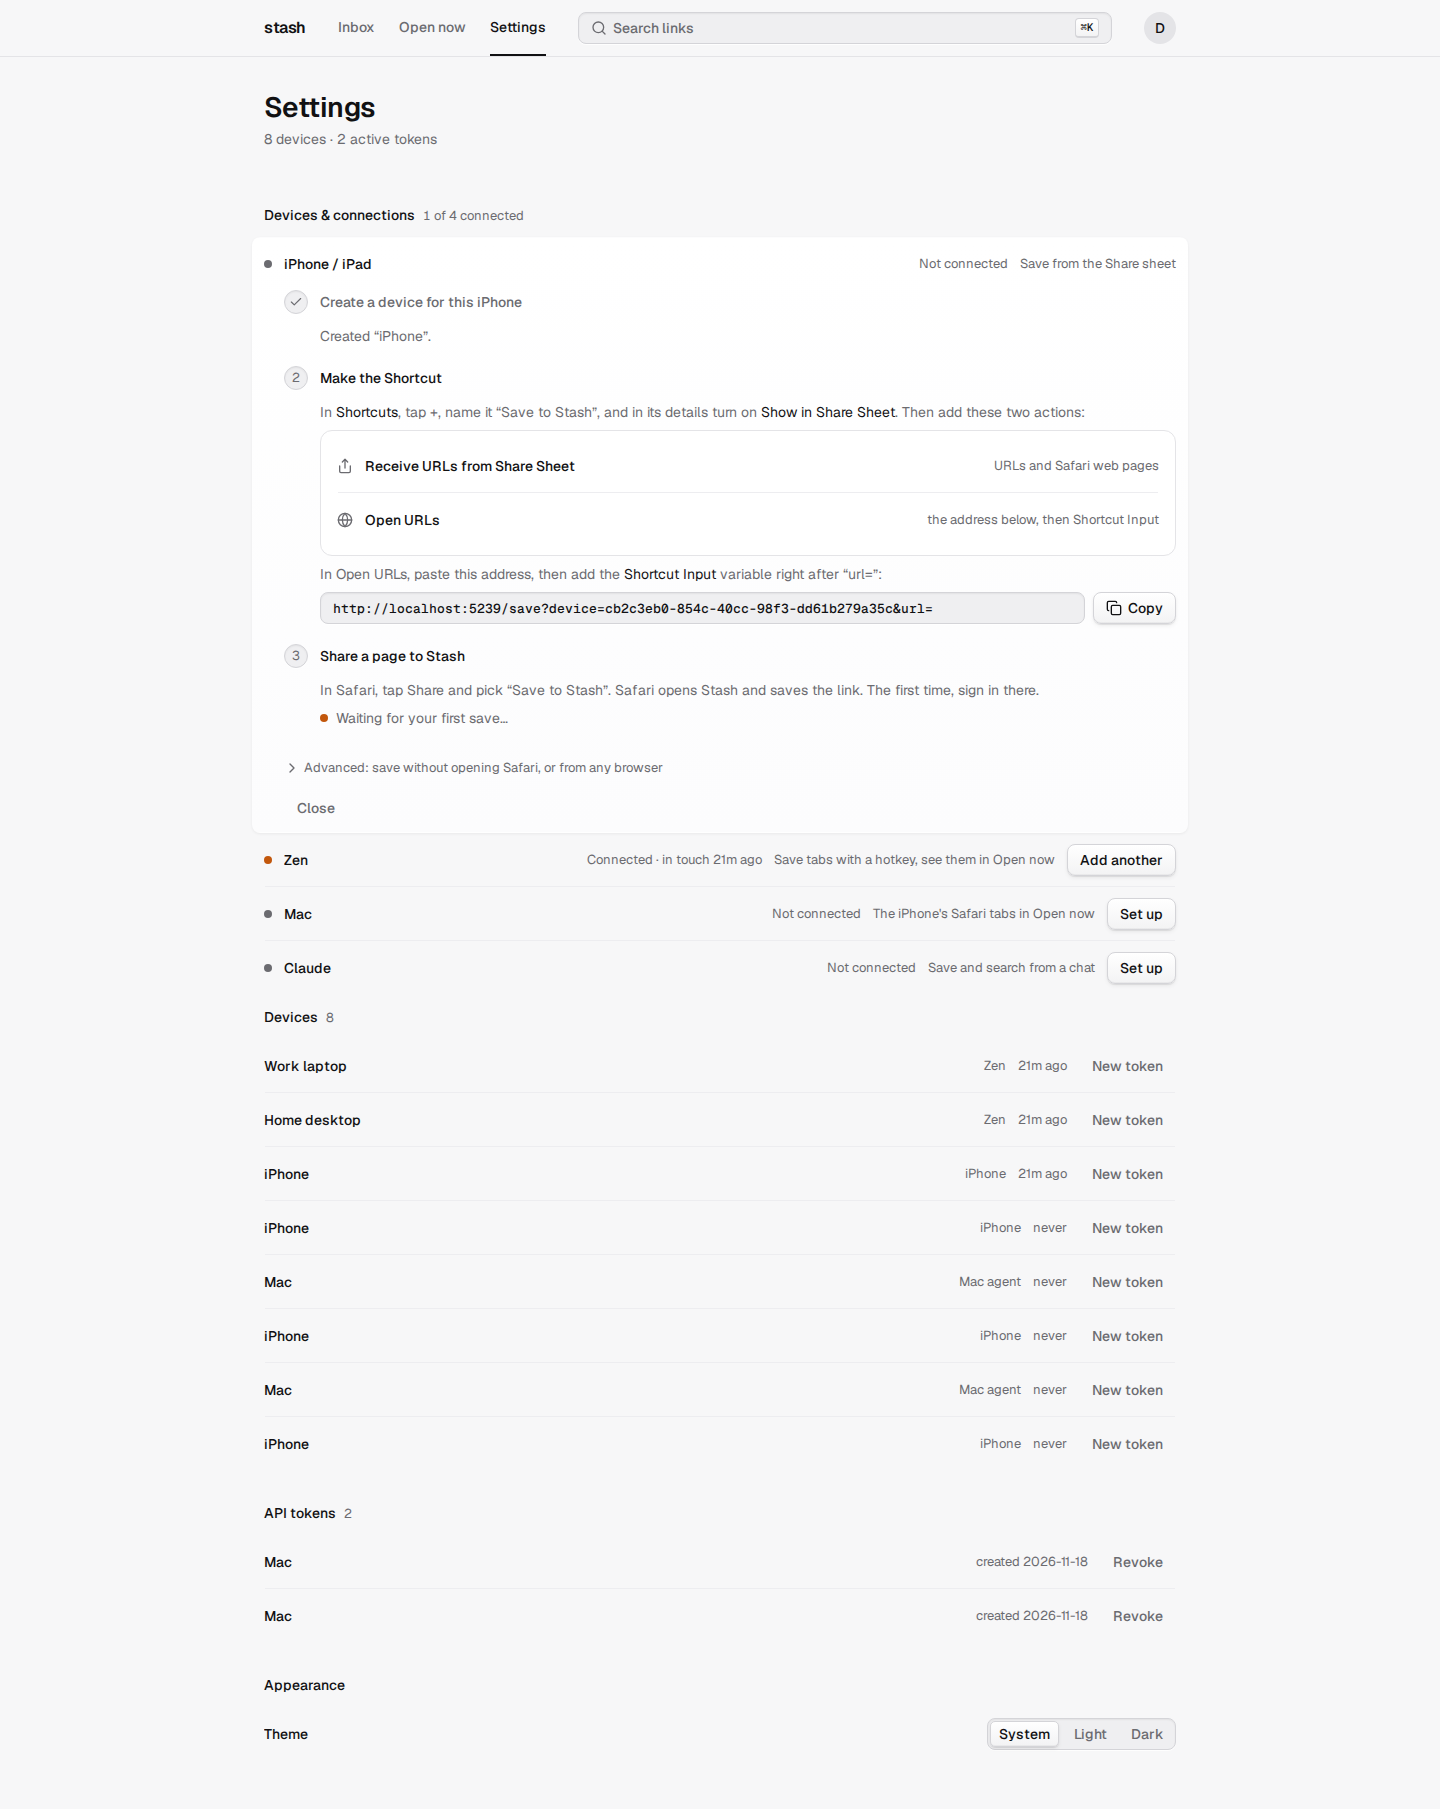 stash Inbox Open now Settings Search links ⌘K D
Settings
8 devices · 2 active tokens
Devices & connections 1 of 4 connected
iPhone / iPad Not connected Save from the Share sheet
Create a device for this iPhone
Created “iPhone”.
2 Make the Shortcut
In Shortcuts, tap +, name it “Save to Stash”, and in its details turn on Show in Share Sheet. Then add these two actions:
Receive URLs from Share Sheet URLs and Safari web pages
Open URLs the address below, then Shortcut Input
In Open URLs, paste this address, then add the Shortcut Input variable right after “url=”:
http://localhost:5239/save?device=cb2c3eb0-854c-40cc-98f3-dd61b279a35c&url= Copy
3 Share a page to Stash
In Safari, tap Share and pick “Save to Stash”. Safari opens Stash and saves the link. The first time, sign in there.
Waiting for your first save…
Advanced: save without opening Safari, or from any browser
Close
Zen Connected · in touch 21m ago Save tabs with a hotkey, see them in Open now Add another
Mac Not connected The iPhone's Safari tabs in Open now Set up
Claude Not connected Save and search from a chat Set up
Devices 8
Work laptop Zen 21m ago New token
Home desktop Zen 21m ago New token
iPhone iPhone 21m ago New token
iPhone iPhone never New token
Mac Mac agent never New token
iPhone iPhone never New token
Mac Mac agent never New token
iPhone iPhone never New token
API tokens 2
Mac created 2026-11-18 Revoke
Mac created 2026-11-18 Revoke
Appearance
Theme System Light Dark